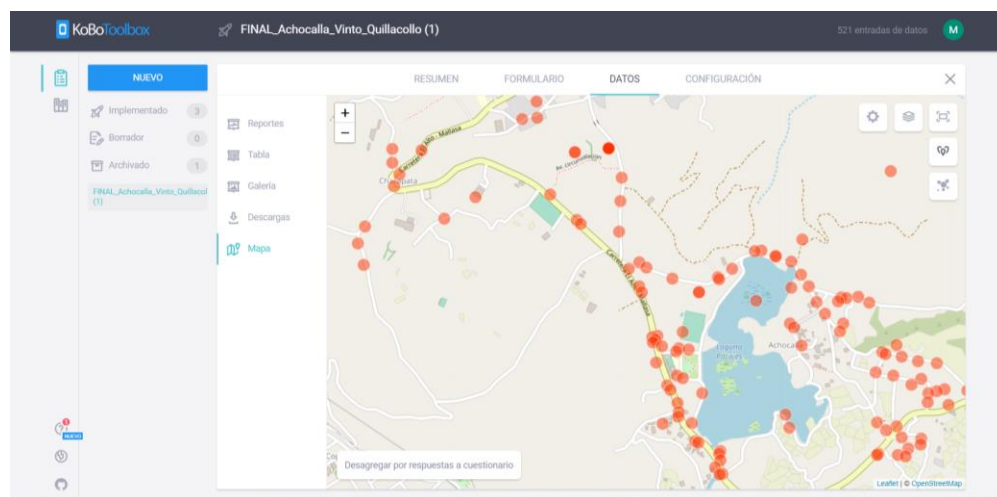 KoBoToolbox
FINAL_Achocalla_Vinto_Quillacollo (1)
521 entradas de datos
M
NUEVO
Implementado 3
Borrador 0
Archivado 1
FINAL_Achocalla_Vinto_Quillacol
(1)
NUEVO
RESUMEN
FORMULARIO
DATOS
CONFIGURACIÓN
Reportes
Tabla
Galería
Descargas
Mapa
+
−
Achoca
Desagregar por respuestas a cuestionario
Leaflet | © OpenStreetMap